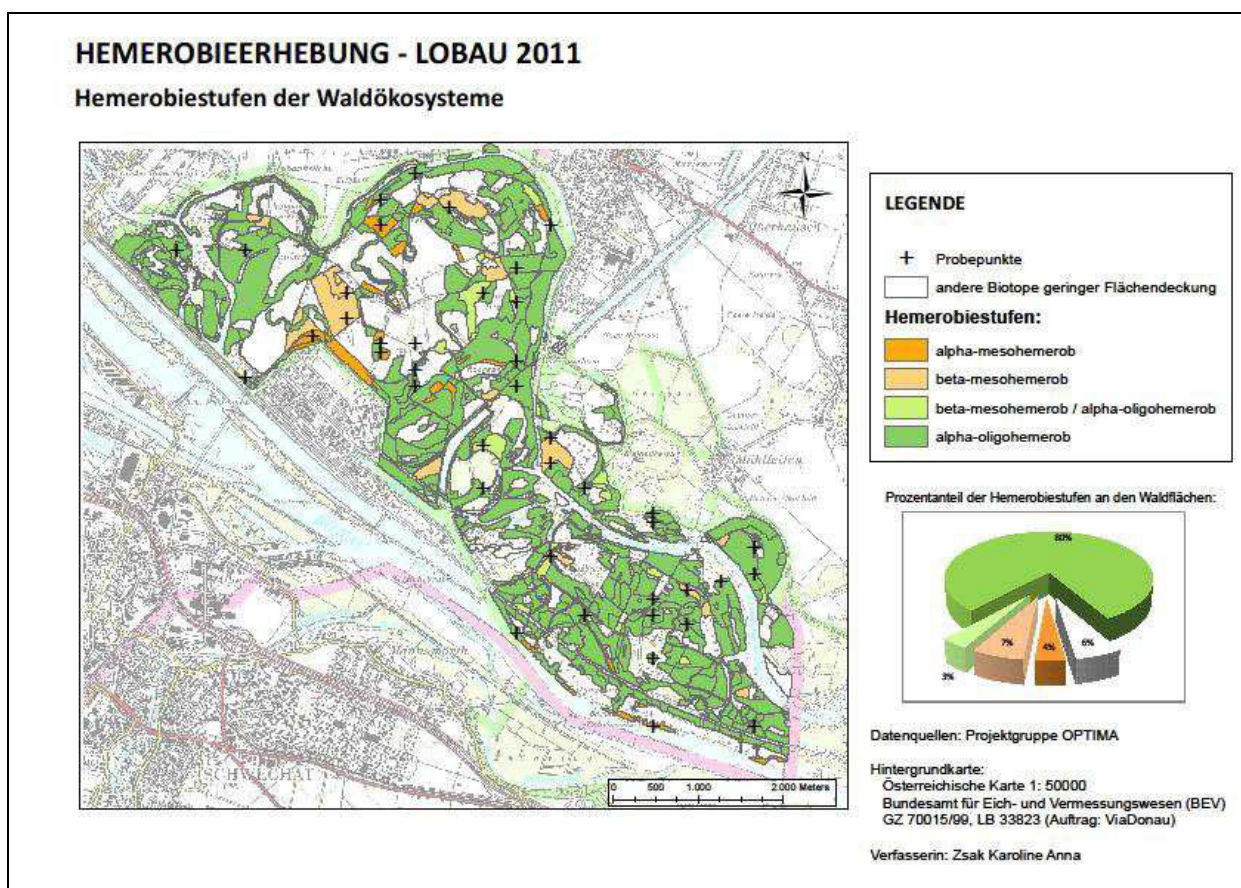 HEMEROBIEERHEBUNG - LOBAU 2011
Hemerobiestufen der Waldökosysteme
N
SCHWECHAT
0 500 1.000 2.000 Meters
LEGENDE
Probepunkte
andere Biotope geringer Flächendeckung
Hemerobiestufen:
alpha-mesohemerob
beta-mesohemerob
beta-mesohemerob / alpha-oligohemerob
alpha-oligohemerob
Prozentanteil der Hemerobiestufen an den Waldflächen:
80%
3%
7%
4%
6%
Datenquellen: Projektgruppe OPTIMA
Hintergrundkarte:
Österreichische Karte 1: 50000
Bundesamt für Eich- und Vermessungswesen (BEV)
GZ 70015/99, LB 33823 (Auftrag: ViaDonau)
Verfasserin: Zsak Karoline Anna